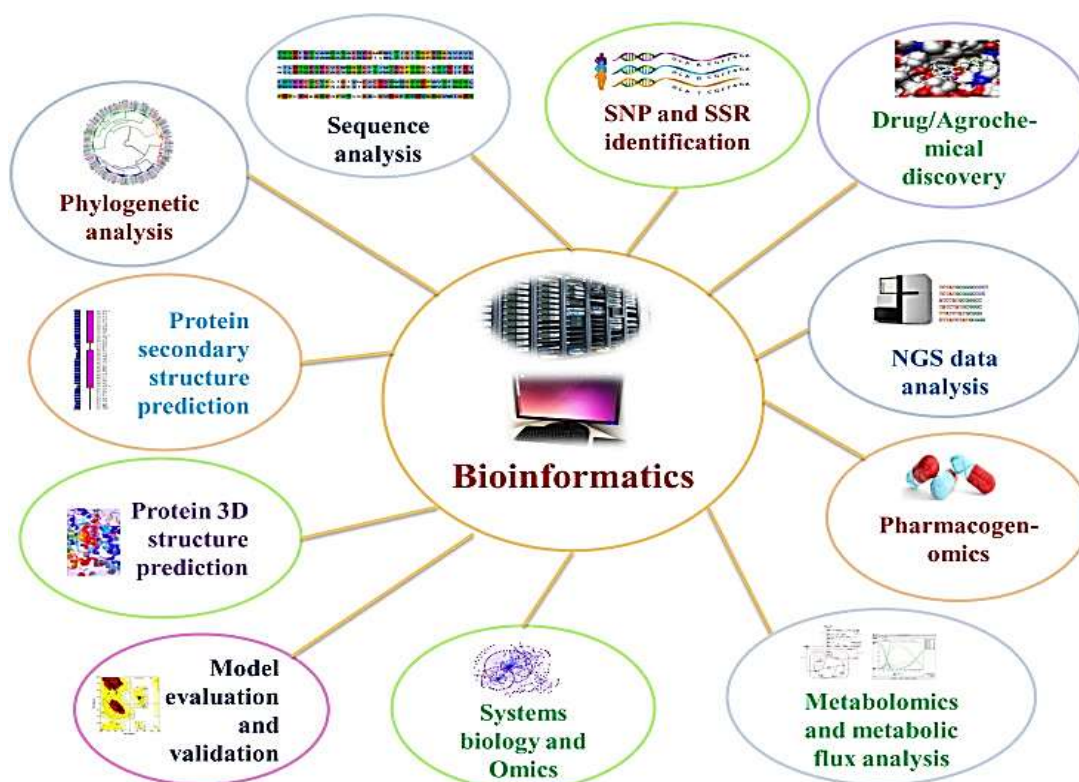 Sequence
analysis
SNP and SSR
identification
Drug/Agroche-
mical
discovery
Phylogenetic
analysis
Protein
secondary
structure
prediction
NGS data
analysis
Bioinformatics
Protein 3D
structure
prediction
Pharmacogen-
omics
Model
evaluation
and
validation
Systems
biology and
Omics
Metabolomics
and metabolic
flux analysis